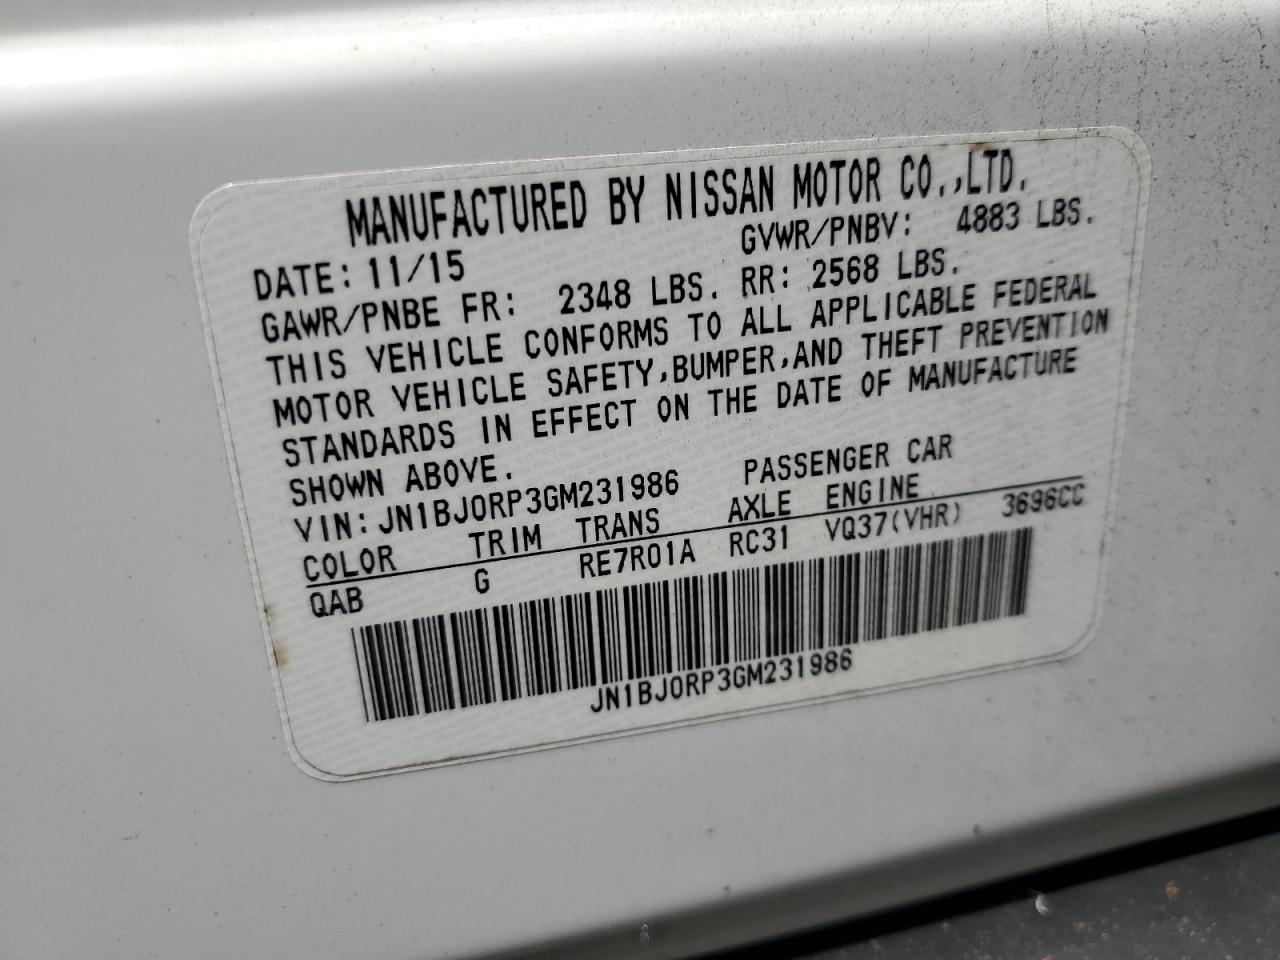 MANUFACTURED BY NISSAN MOTOR CO.,LTD.
DATE: 11/15 GVWR/PNBV: 4883 LBS.
GAWR/PNBE FR: 2348 LBS. RR: 2568 LBS.
THIS VEHICLE CONFORMS TO ALL APPLICABLE FEDERAL
MOTOR VEHICLE SAFETY,BUMPER,AND THEFT PREVENTION
STANDARDS IN EFFECT ON THE DATE OF MANUFACTURE
SHOWN ABOVE.
VIN: JN1BJ0RP3GM231986 PASSENGER CAR
COLOR TRIM TRANS AXLE ENGINE
QAB G RE7R01A RC31 VQ37(VHR) 3696CC
JN1BJ0RP3GM231986